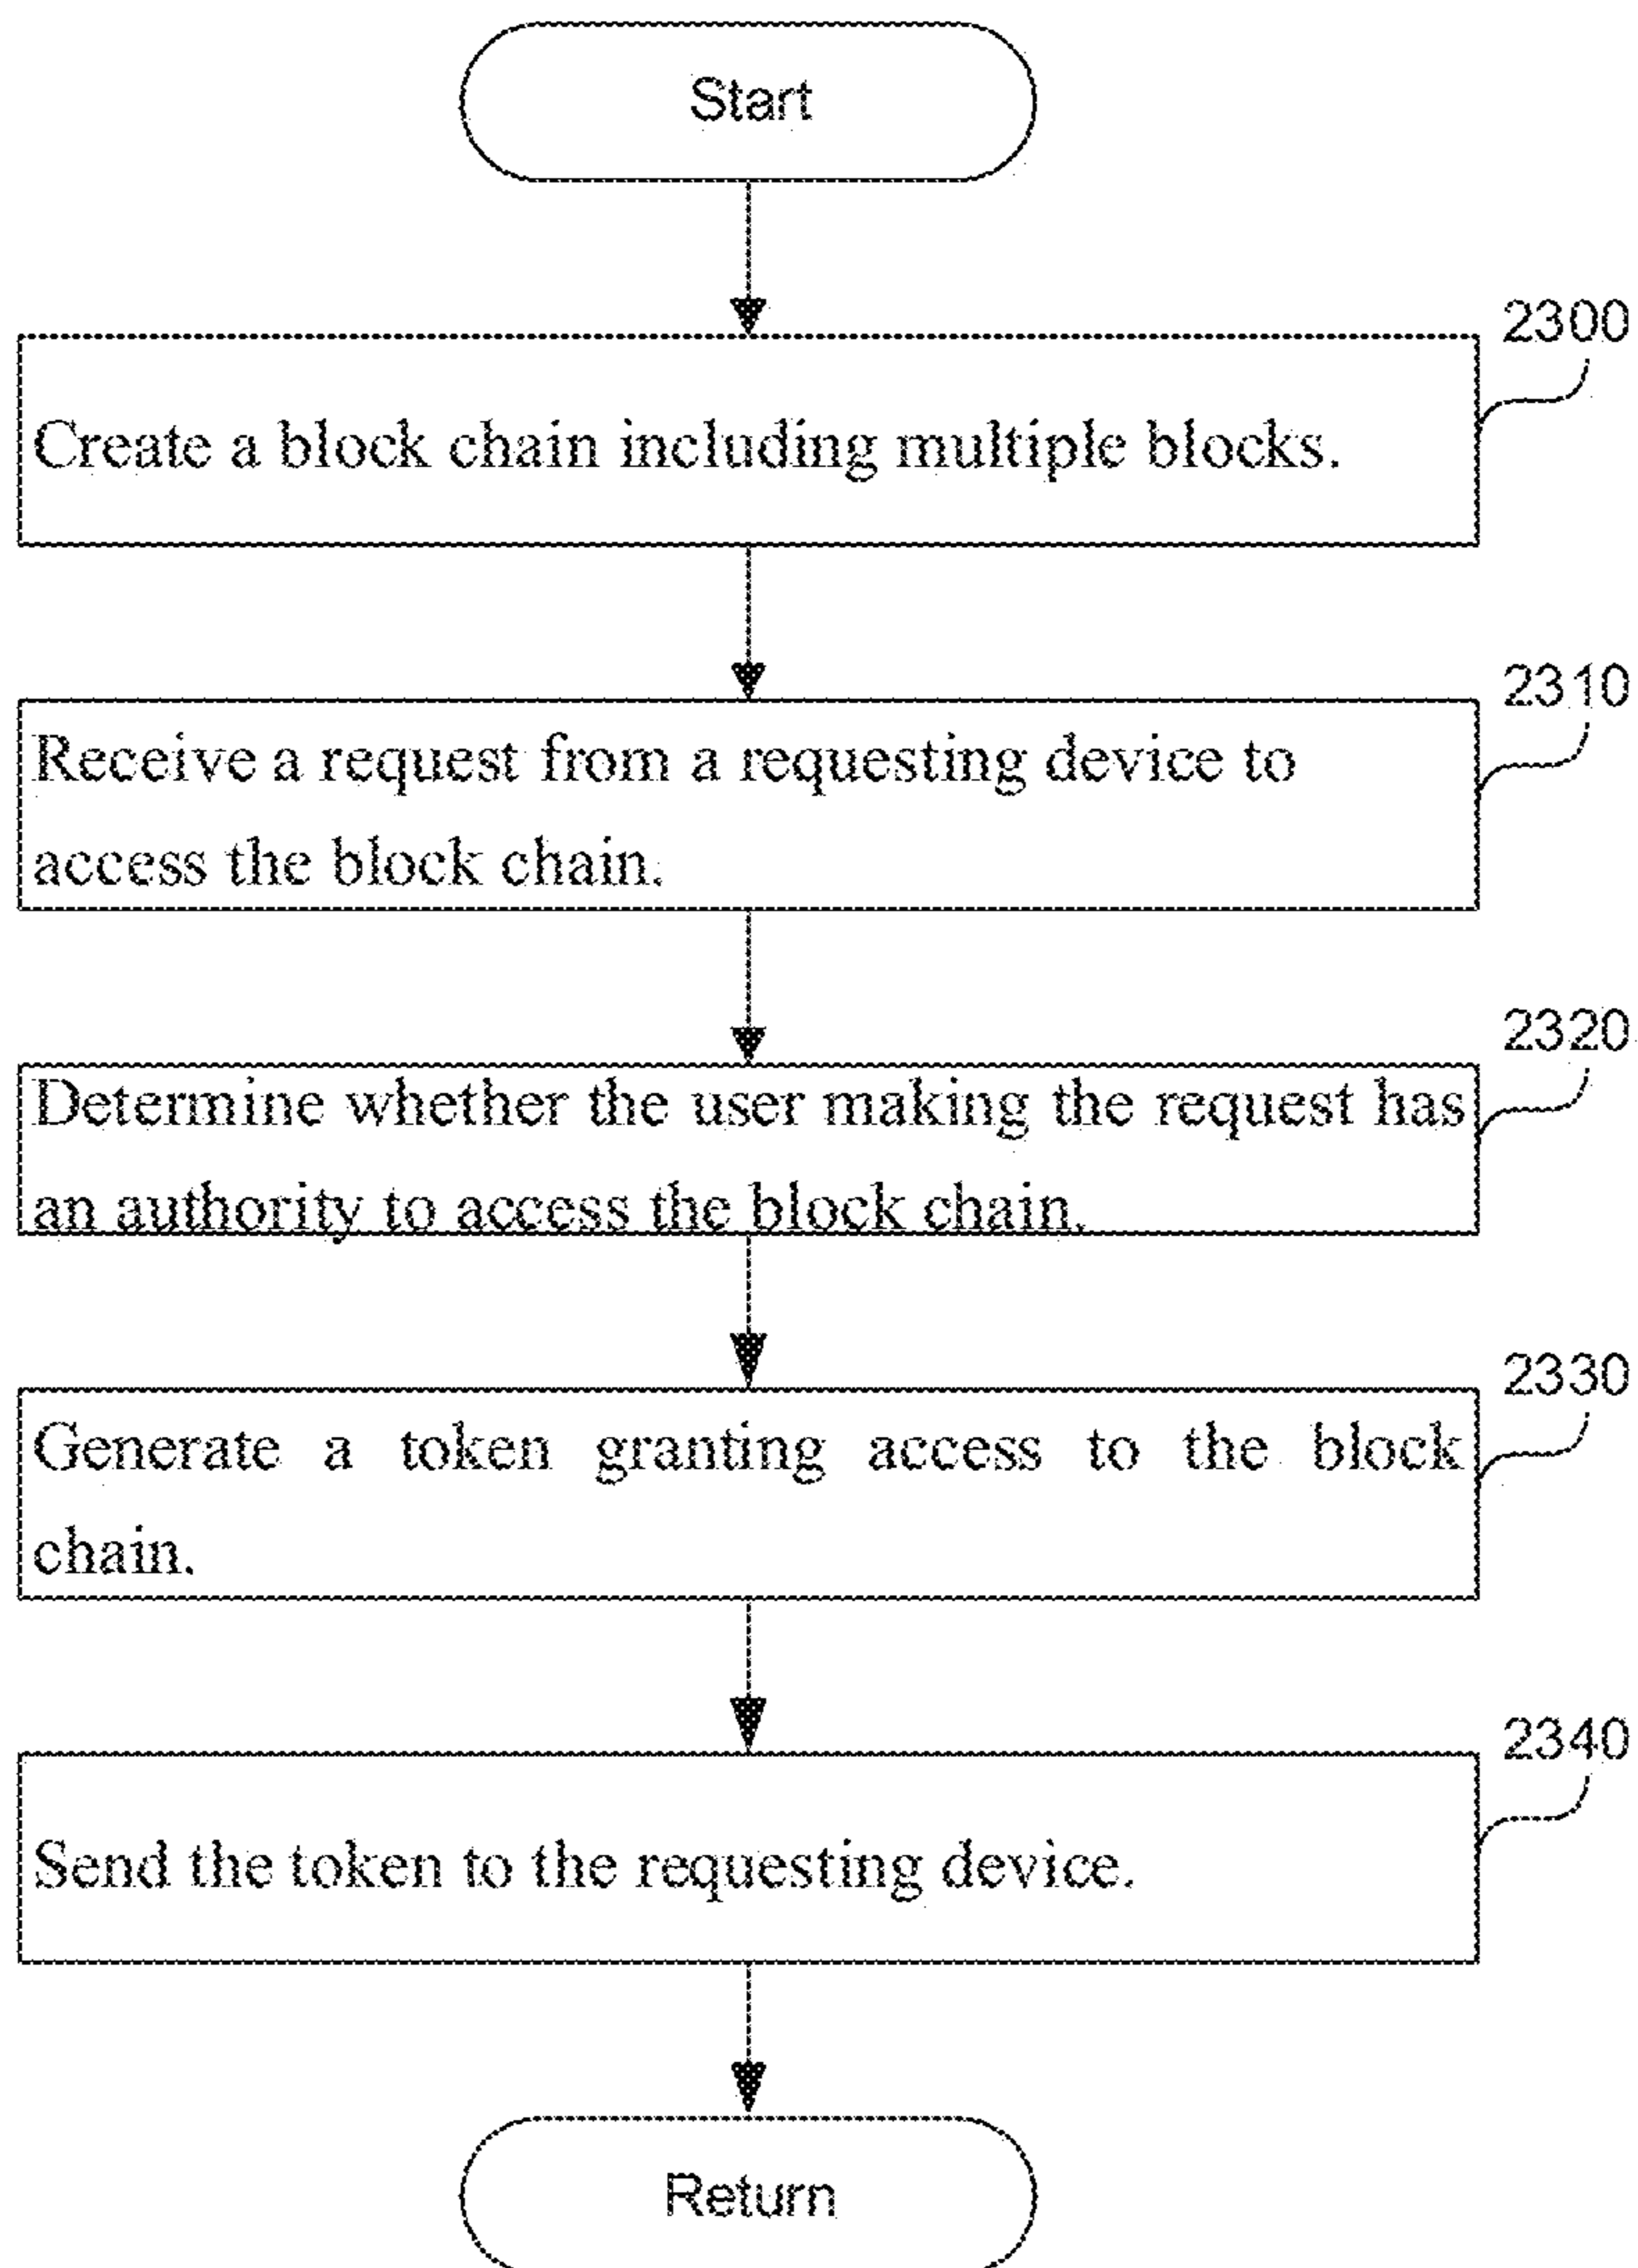 Start
2300
Create a block chain including multiple blocks.
2310
Receive a request from a requesting device to
access the block chain.
2320
Determine whether the user making the request has
an authority to access the block chain.
2330
Generate a token granting access to the block
chain.
2340
Send the token to the requesting device.
Return